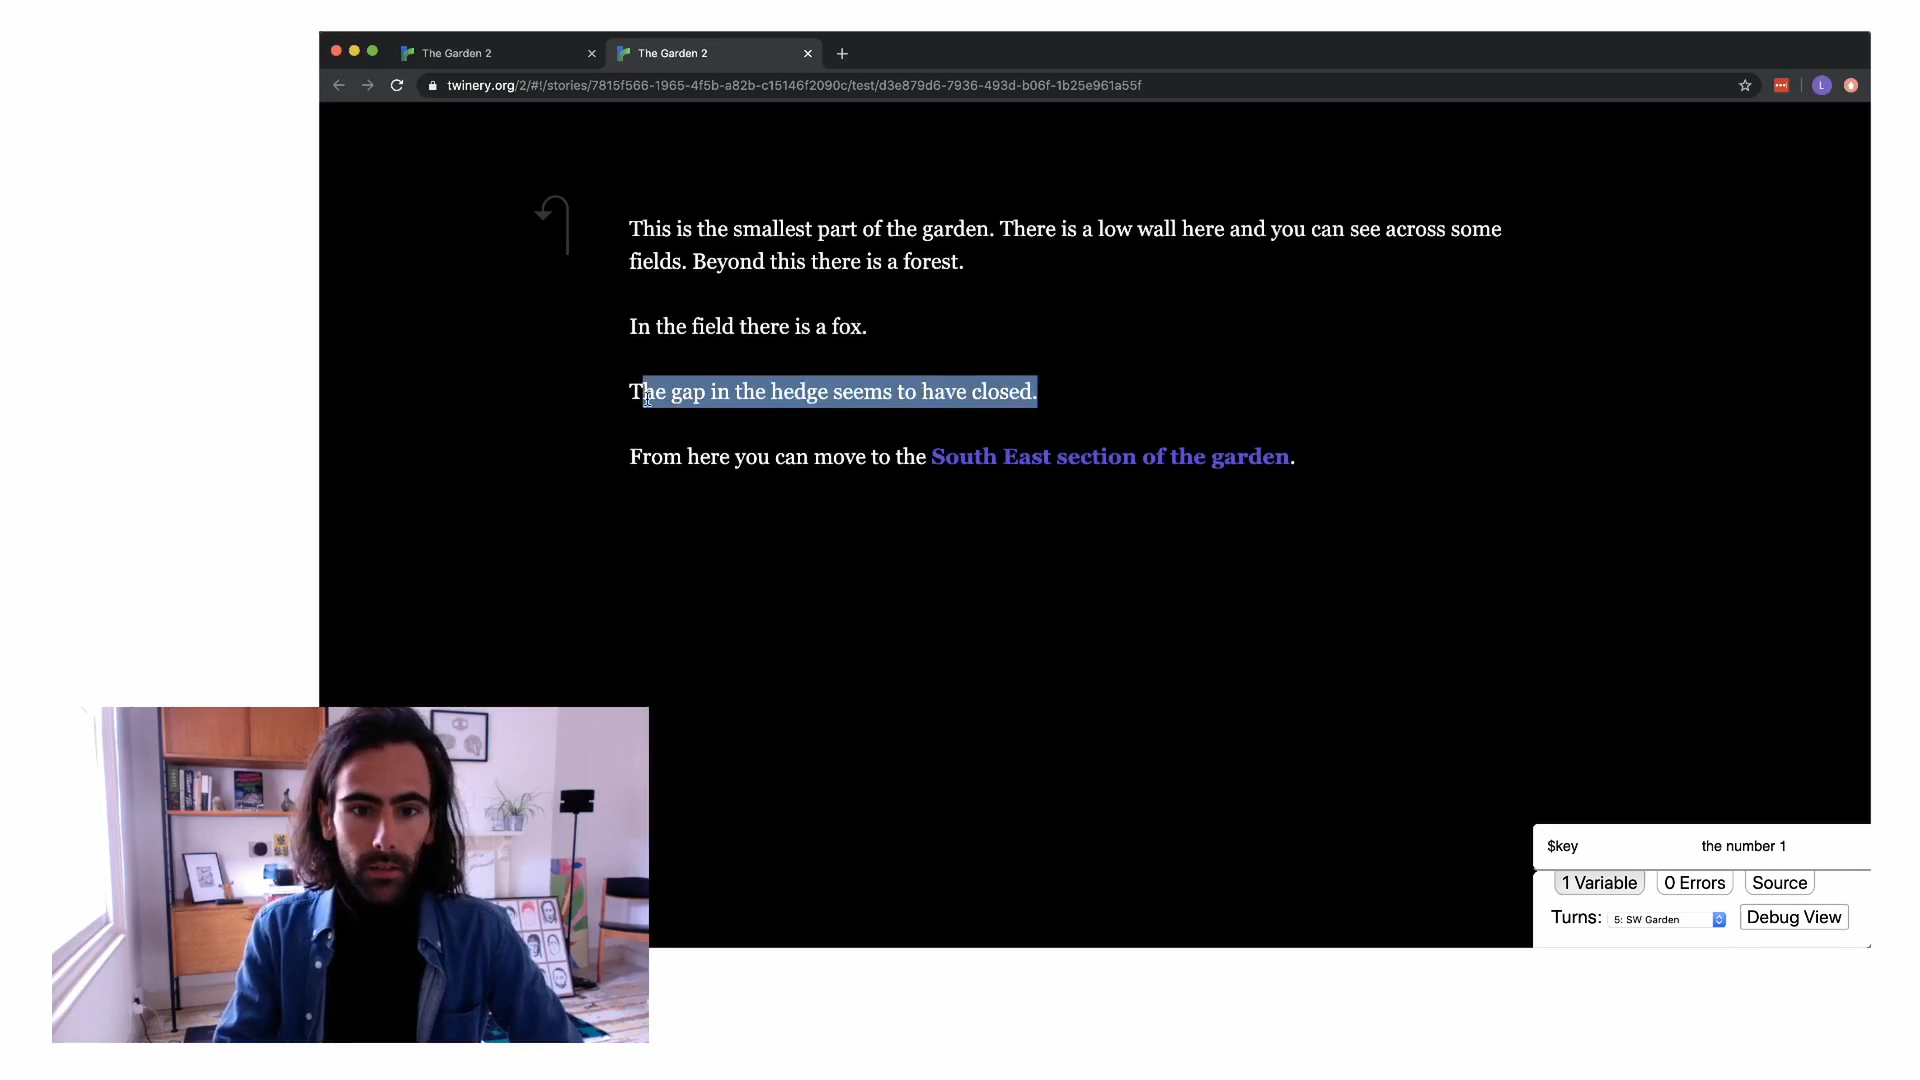 The Garden 2
The Garden 2
twinery.org/2/#!/stories/7815f566-1965-4f5b-a82b-c15146f2090c/test/d3e879d6-7936-493d-b06f-1b25e961a55f
L
This is the smallest part of the garden. There is a low wall here and you can see across some
fields. Beyond this there is a forest.
In the field there is a fox.
The gap in the hedge seems to have closed.
From here you can move to the South East section of the garden.
$key the number 1
1 Variable 0 Errors Source
Turns: 5: SW Garden Debug View